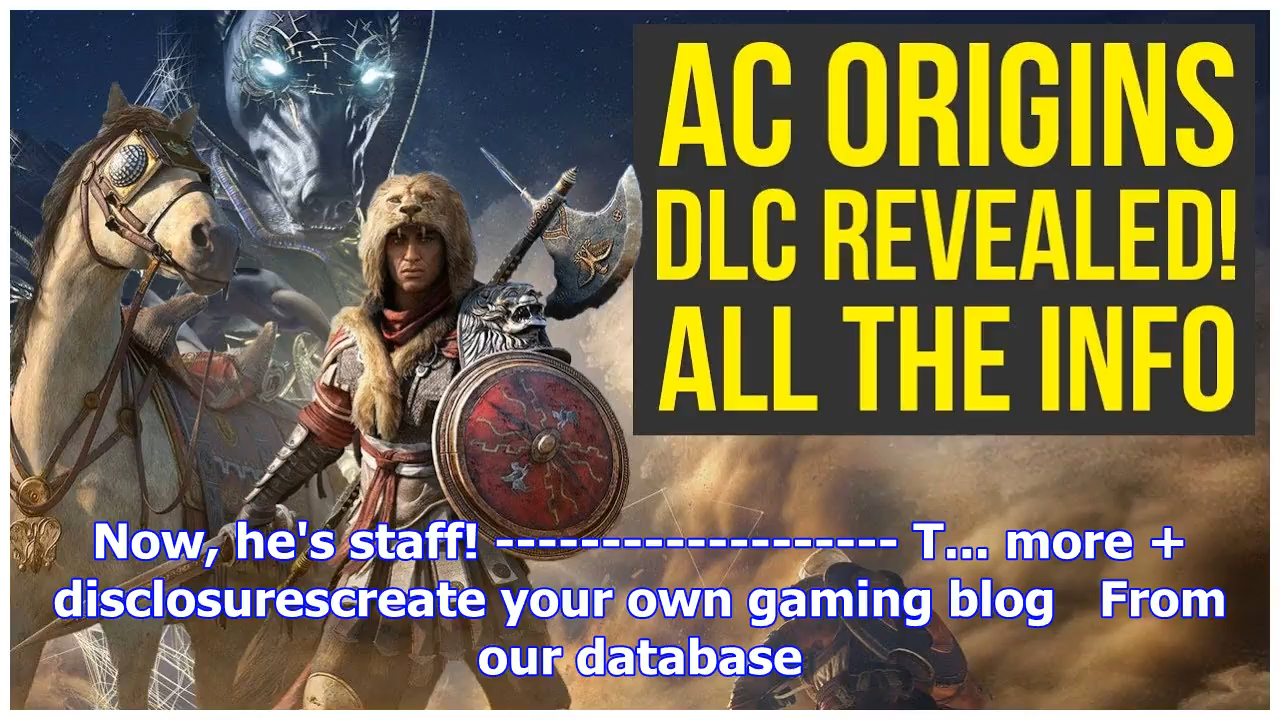 AC ORIGINS
DLC REVEALED!
ALL THE INFO
Now, he's staff! ------------------- T... more +
disclosurescreate your own gaming blog   From
our database